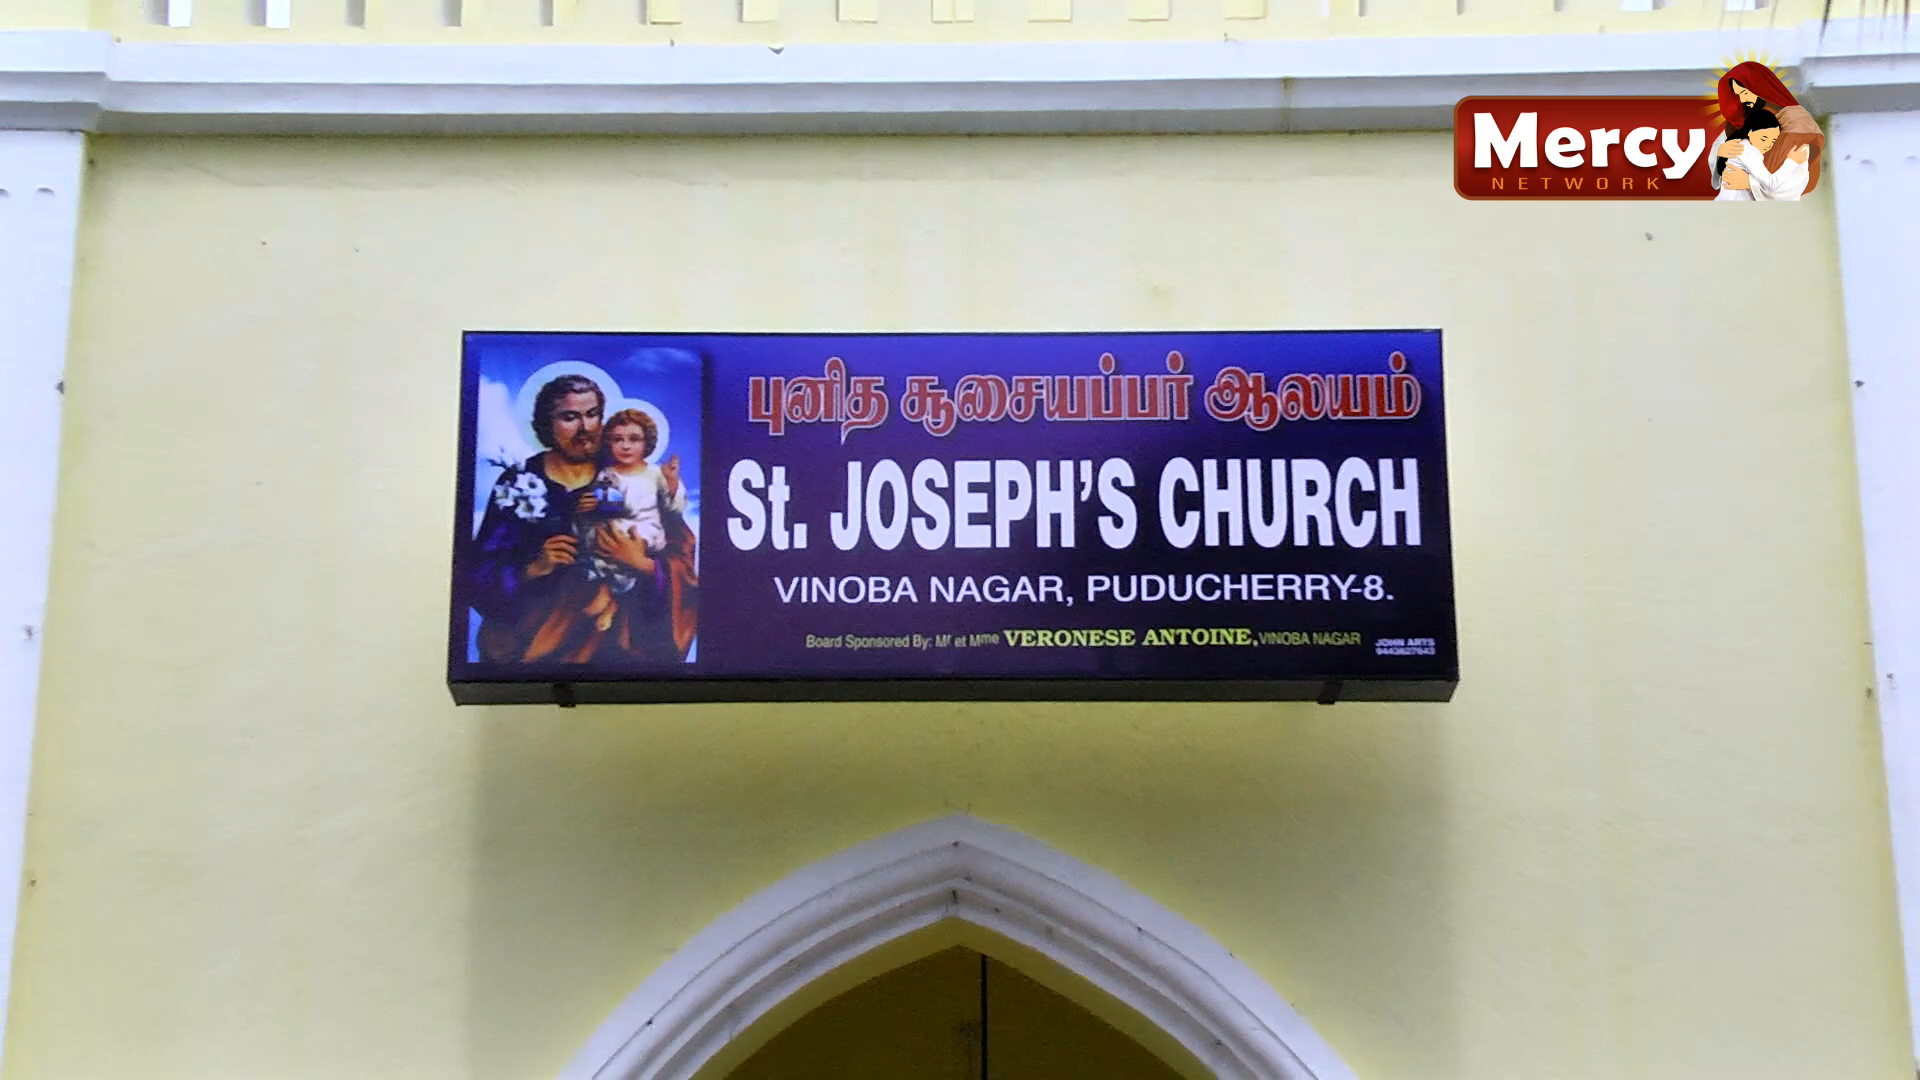 Mercy
NETWORK
புனித சூசையப்பர் ஆலயம்
St. JOSEPH'S CHURCH
VINOBA NAGAR, PUDUCHERRY-8.
Board Sponsored By: Mr et Mme VERONESE ANTOINE, VINOBA NAGAR
JOHN ARTS
9443627643